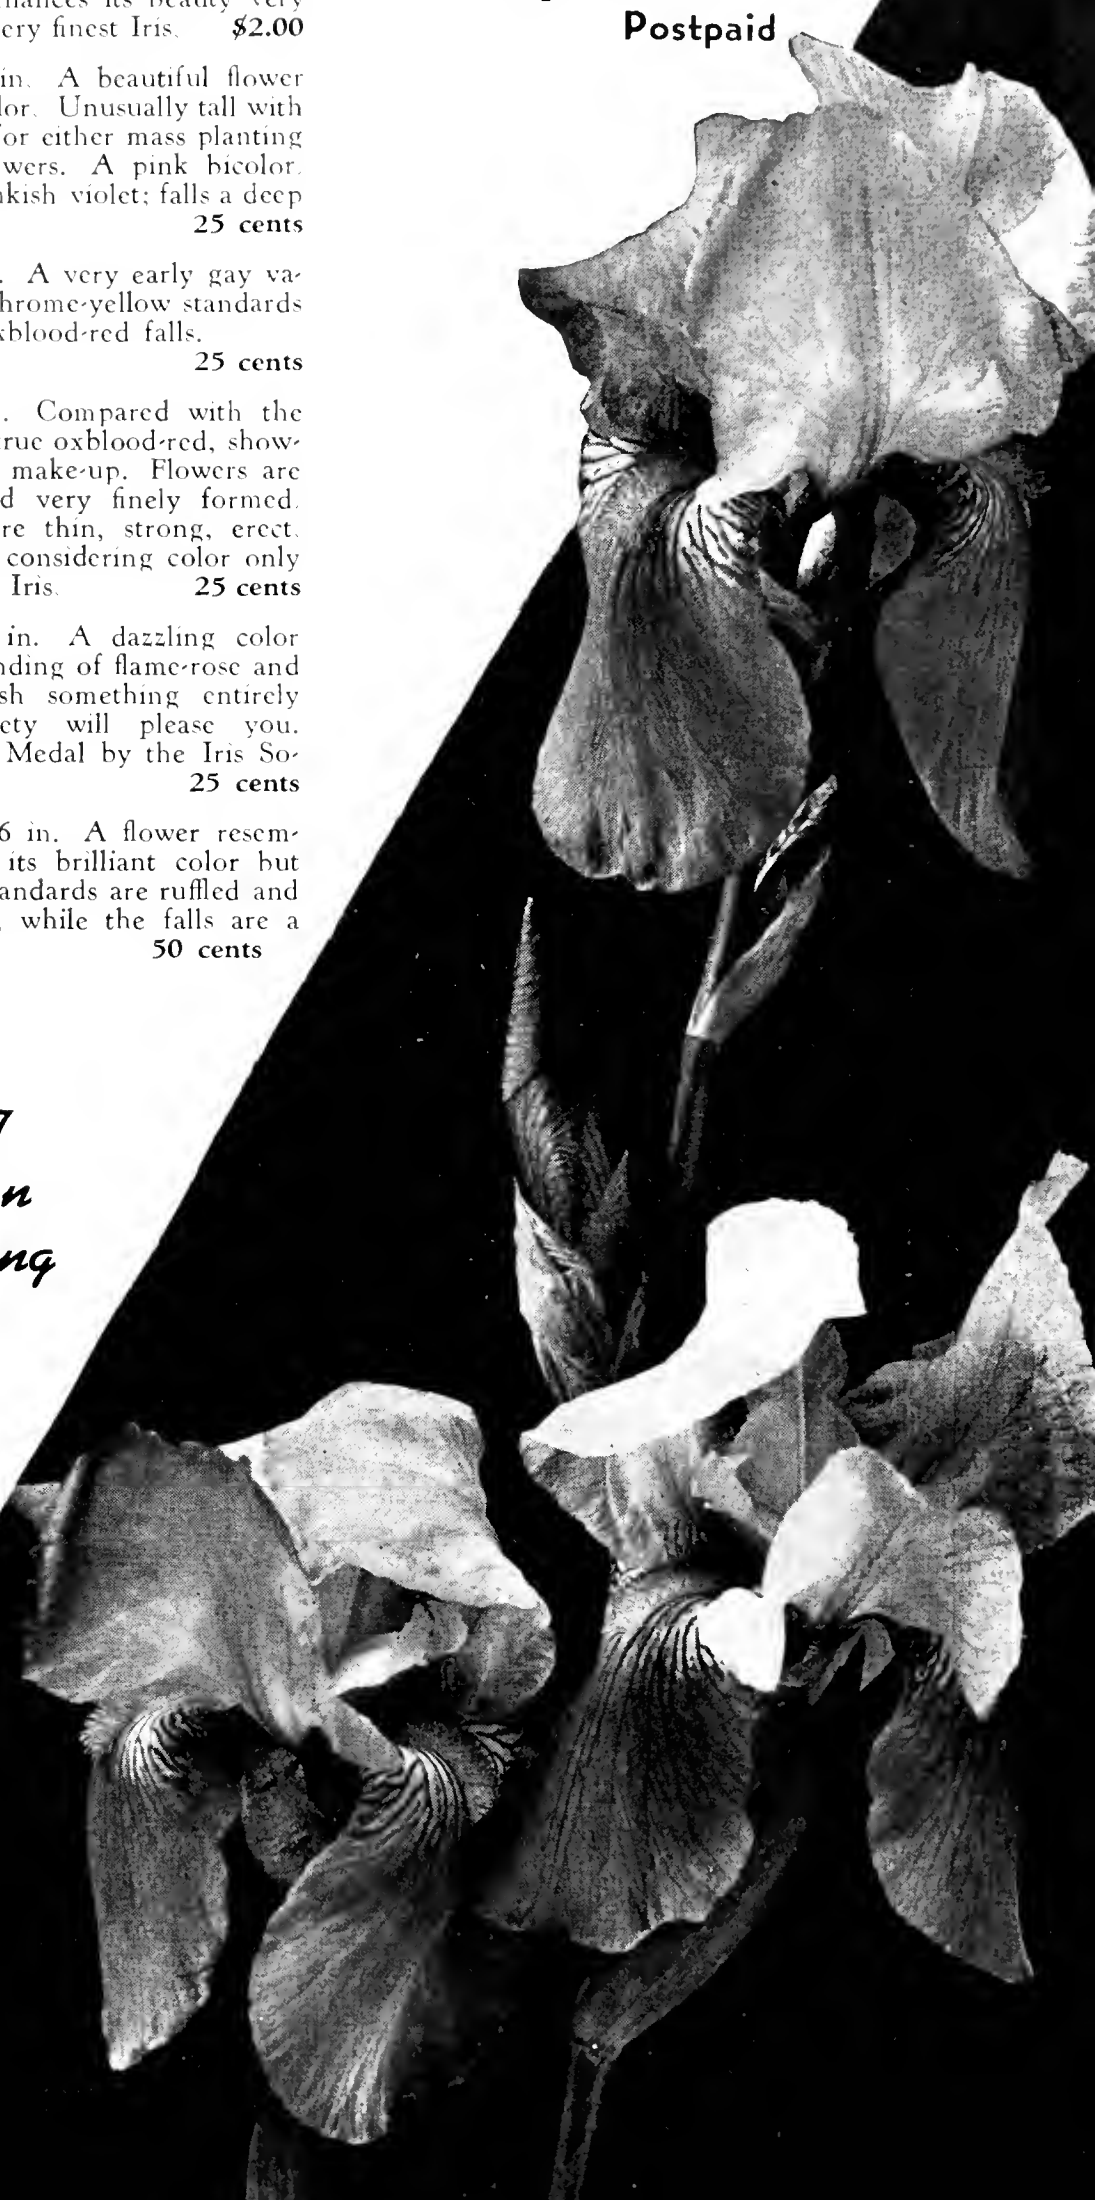 its beauty very
ery finest Iris. $2.00
in. A beautiful flower
lor. Unusually tall with
or either mass planting
wers. A pink bicolor.
nkish violet; falls a deep
25 cents
. A very early gay va-
hrome-yellow standards
xblood-red falls.
25 cents
. Compared with the
rue oxblood-red, show-
make-up. Flowers are
d very finely formed.
re thin, strong, erect.
considering color only
Iris. 25 cents
in. A dazzling color
nding of flame-rose and
sh something entirely
ety will please you.
Medal by the Iris So-
25 cents
6 in. A flower resem-
its brilliant color but
andards are ruffled and
, while the falls are a
50 cents
Postpaid
n
ng